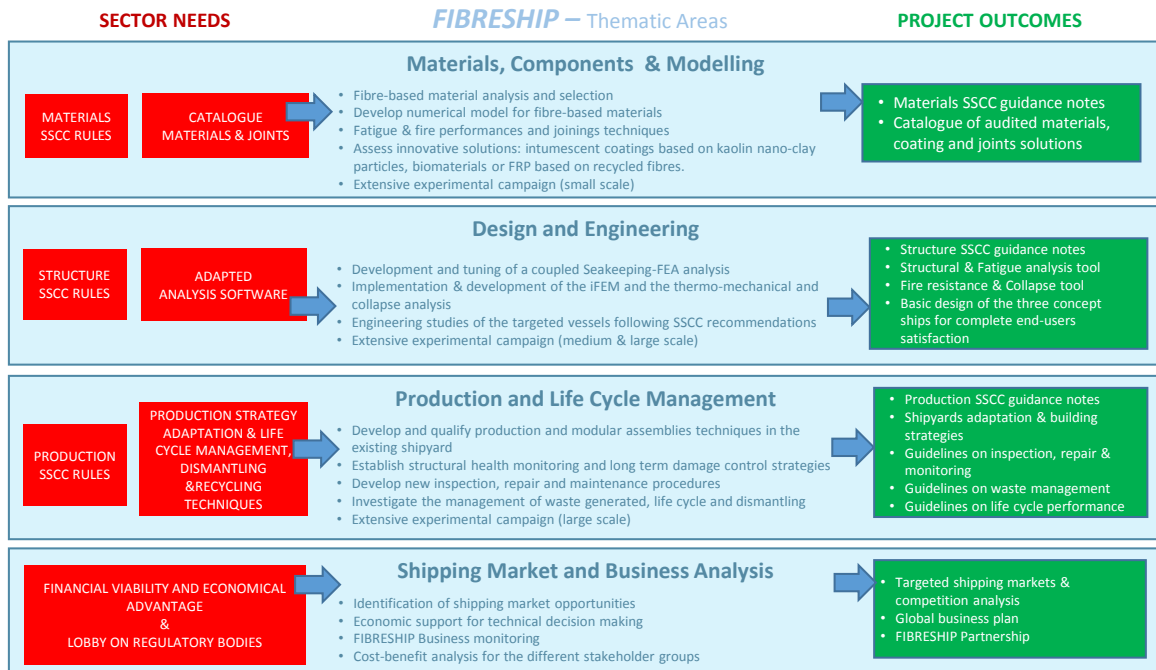 SECTOR NEEDS
FIBRESHIP – Thematic Areas
PROJECT OUTCOMES
Materials, Components & Modelling
MATERIALS
SSCC RULES
CATALOGUE
MATERIALS & JOINTS
• Fibre-based material analysis and selection
• Develop numerical model for fibre-based materials
• Fatigue & fire performances and joinings techniques
• Assess innovative solutions: intumescent coatings based on kaolin nano-clay
particles, biomaterials or FRP based on recycled fibres.
• Extensive experimental campaign (small scale)
• Materials SSCC guidance notes
• Catalogue of audited materials,
coating and joints solutions
Design and Engineering
STRUCTURE
SSCC RULES
ADAPTED
ANALYSIS SOFTWARE
• Development and tuning of a coupled Seakeeping-FEA analysis
• Implementation & development of the iFEM and the thermo-mechanical and
collapse analysis
• Engineering studies of the targeted vessels following SSCC recommendations
• Extensive experimental campaign (medium & large scale)
• Structure SSCC guidance notes
• Structural & Fatigue analysis tool
• Fire resistance & Collapse tool
• Basic design of the three concept
ships for complete end-users
satisfaction
Production and Life Cycle Management
PRODUCTION
SSCC RULES
PRODUCTION STRATEGY
ADAPTATION & LIFE
CYCLE MANAGEMENT,
DISMANTLING
&RECYCLING
TECHNIQUES
• Develop and qualify production and modular assemblies techniques in the
existing shipyard
• Establish structural health monitoring and long term damage control strategies
• Develop new inspection, repair and maintenance procedures
• Investigate the management of waste generated, life cycle and dismantling
• Extensive experimental campaign (large scale)
• Production SSCC guidance notes
• Shipyards adaptation & building
strategies
• Guidelines on inspection, repair &
monitoring
• Guidelines on waste management
• Guidelines on life cycle performance
Shipping Market and Business Analysis
FINANCIAL VIABILITY AND ECONOMICAL
ADVANTAGE
&
LOBBY ON REGULATORY BODIES
• Identification of shipping market opportunities
• Economic support for technical decision making
• FIBRESHIP Business monitoring
• Cost-benefit analysis for the different stakeholder groups
• Targeted shipping markets &
competition analysis
• Global business plan
• FIBRESHIP Partnership